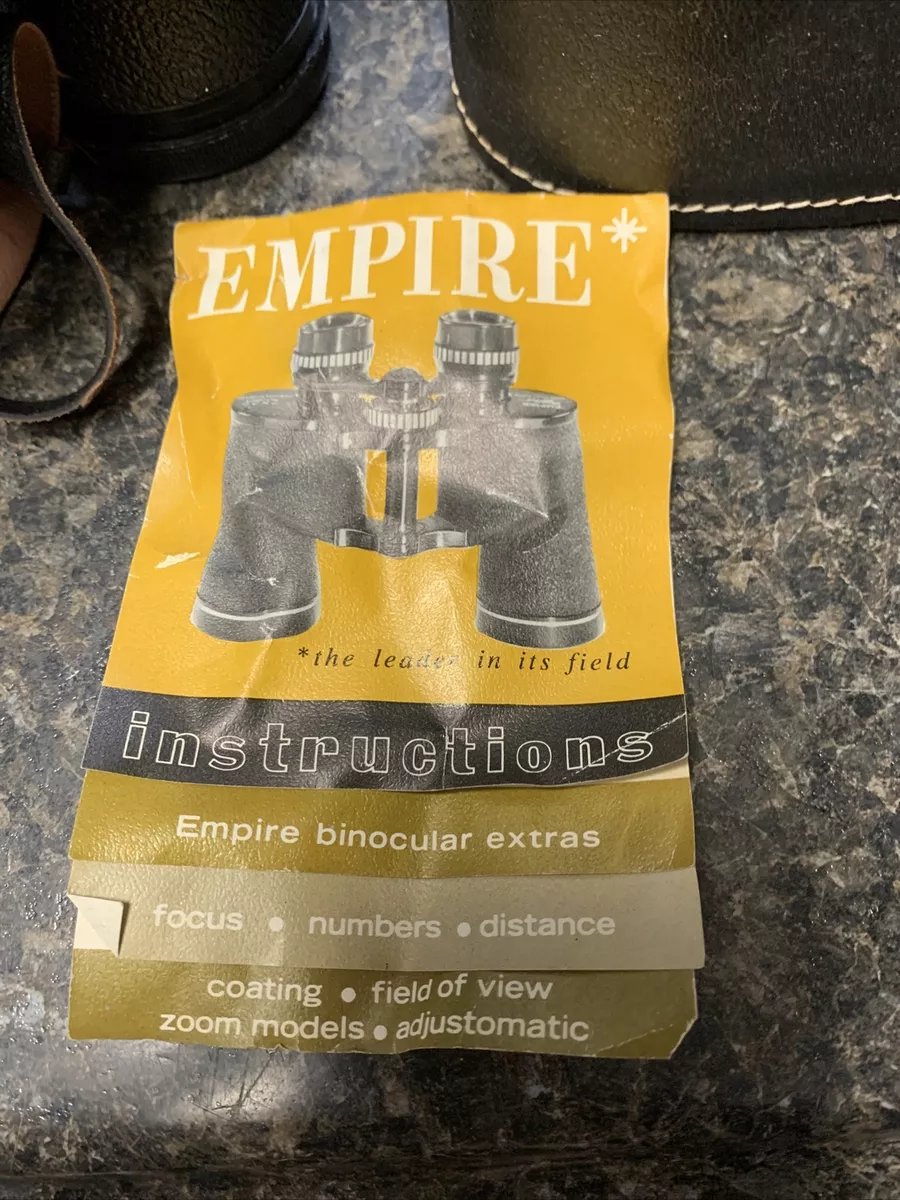 EMPIRE*
*the leader in its field
instructions
Empire binocular extras
focus • numbers • distance
coating • field of view
zoom models • adjustomatic